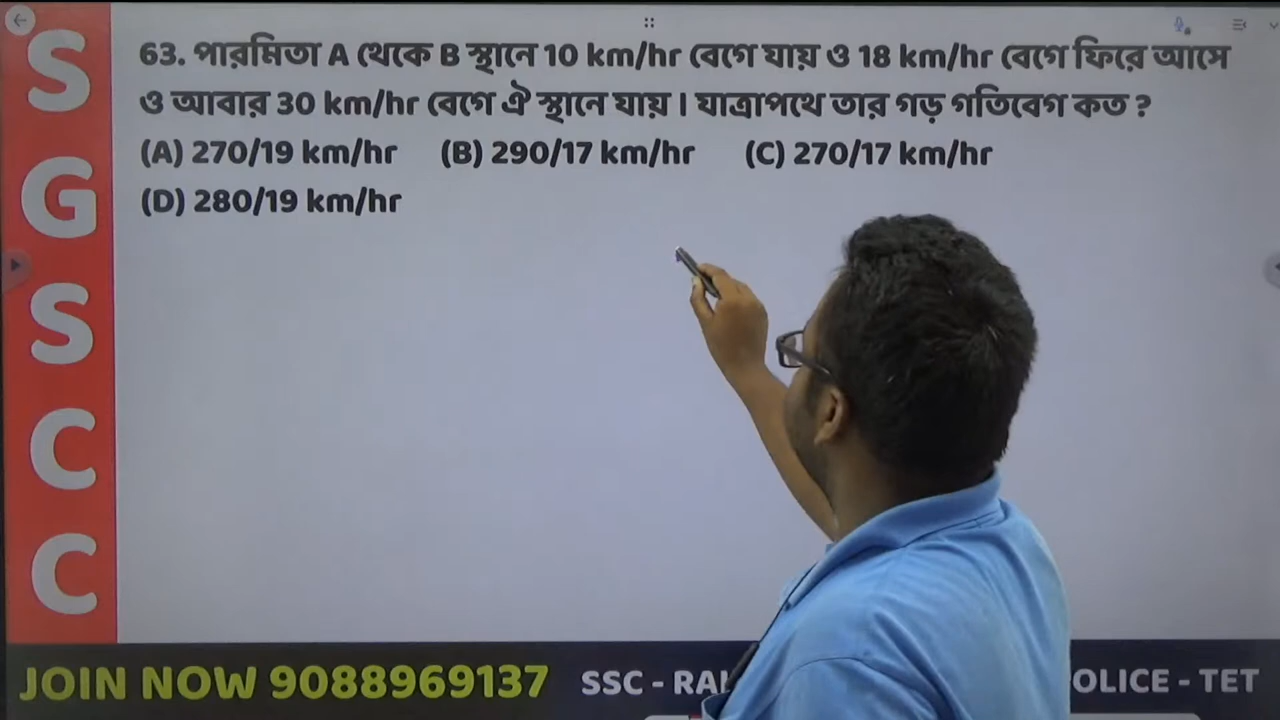 S
G
S
C
C
63. পারমিতা A থেকে B স্থানে 10 km/hr বেগে যায় ও 18 km/hr বেগে ফিরে আসে
ও আবার 30 km/hr বেগে ঐ স্থানে যায়। যাত্রাপথে তার গড় গতিবেগ কত ?
(A) 270/19 km/hr (B) 290/17 km/hr (C) 270/17 km/hr
(D) 280/19 km/hr
JOIN NOW 9088969137 SSC - - TET